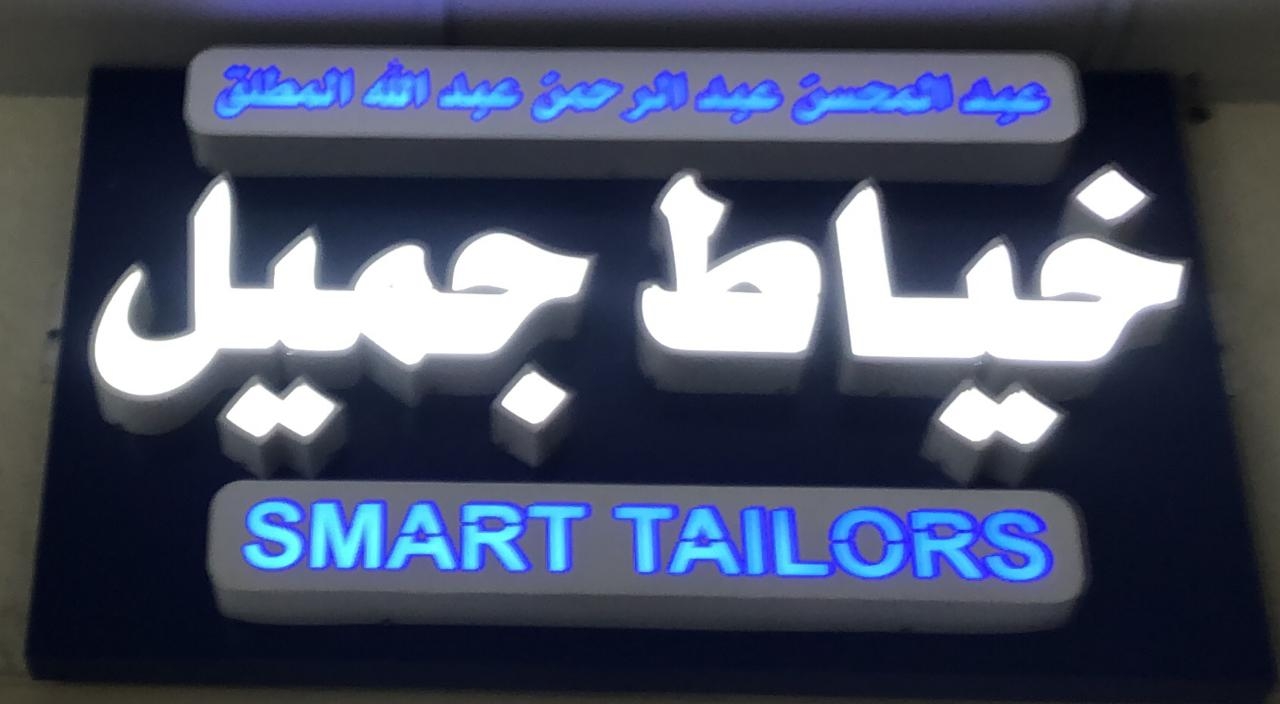 عبد المحسن عبد الرحمن عبد الله المطلق
خياط جميل
SMART TAILORS